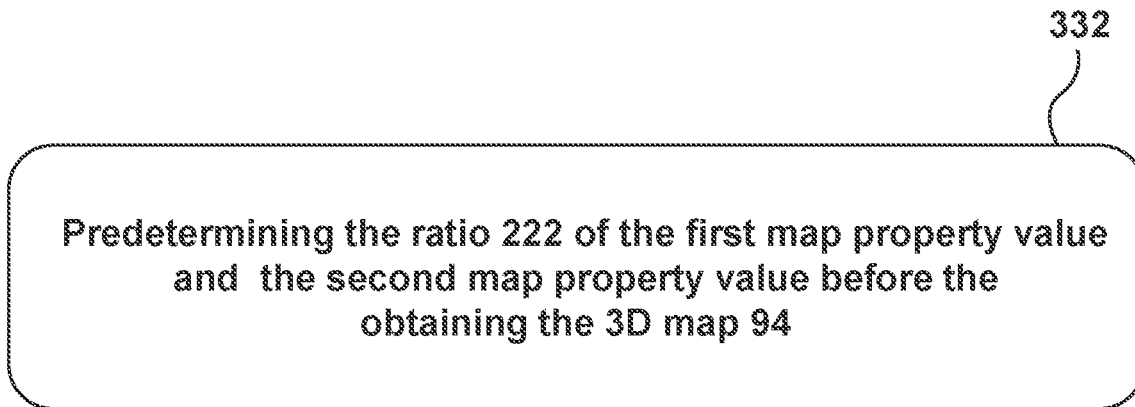 332
Predetermining the ratio 222 of the first map property value
and the second map property value before the
obtaining the 3D map 94